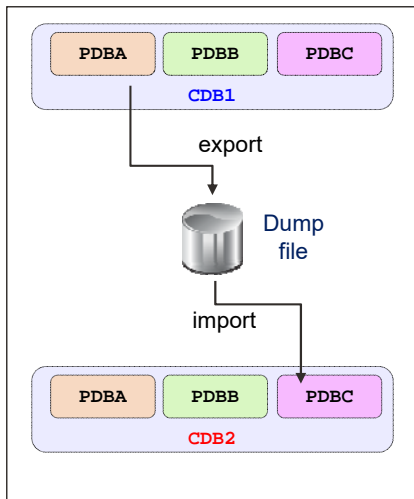 PDBA PDBB PDBC
CDB1
export
Dump
file
import
PDBA PDBB PDBC
CDB2